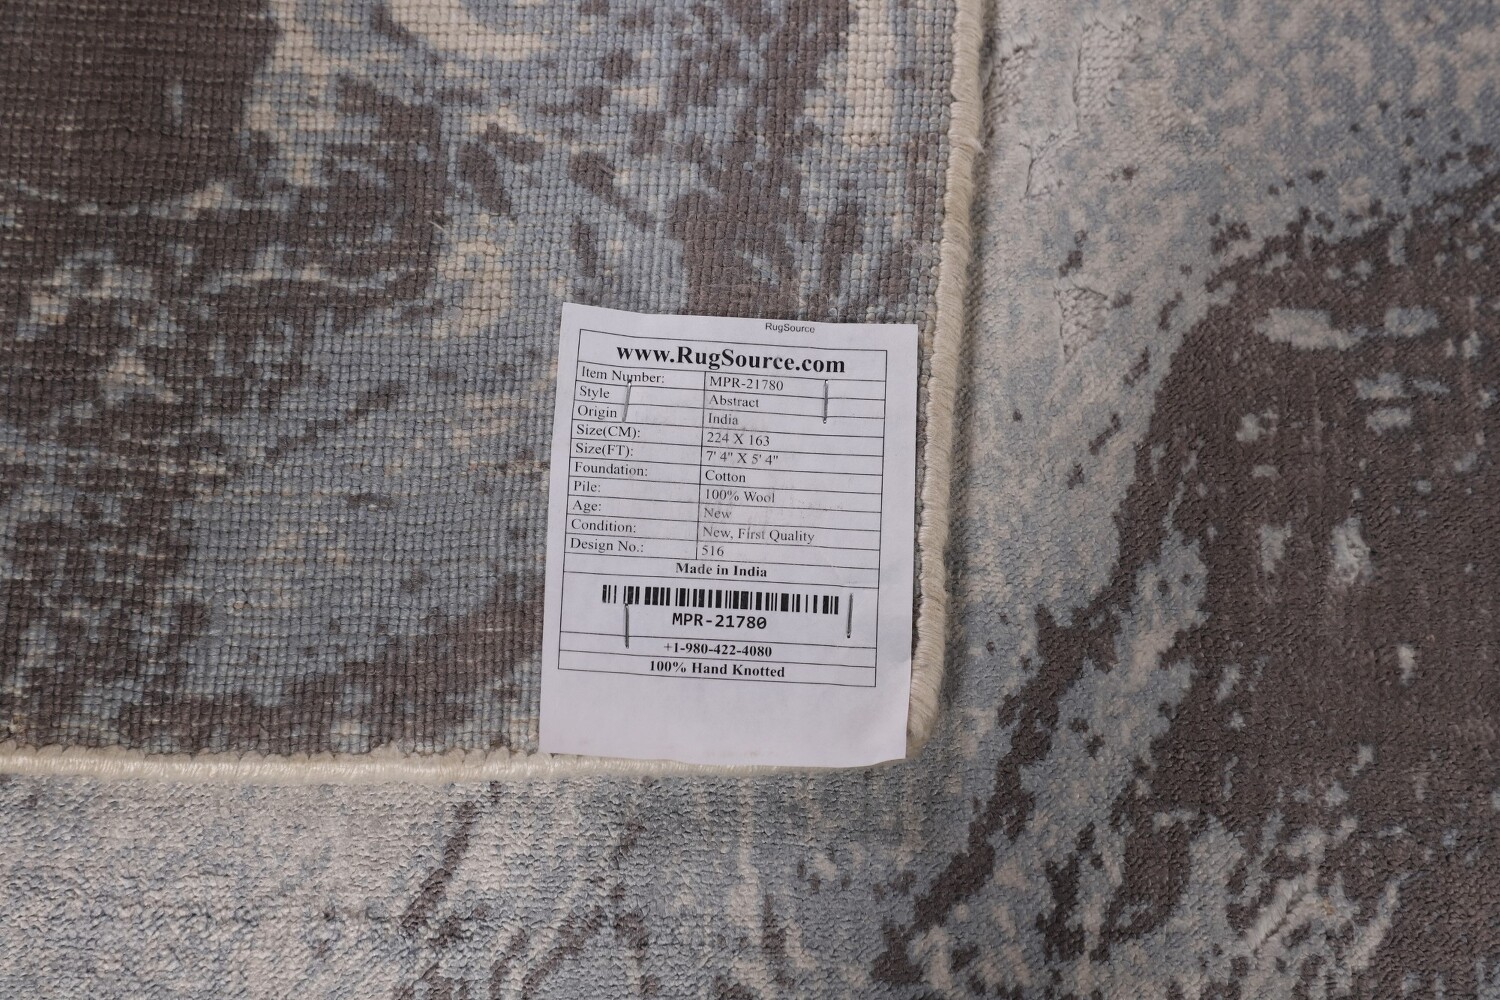 RugSource
www.RugSource.com
Item Number: MPR-21780
Style Abstract
Origin India
Size(CM): 224 X 163
Size(FT): 7' 4" X 5' 4"
Foundation: Cotton
Pile: 100% Wool
Age: New
Condition: New, First Quality
Design No.: 516
Made in India
MPR-21780
+1-980-422-4080
100% Hand Knotted